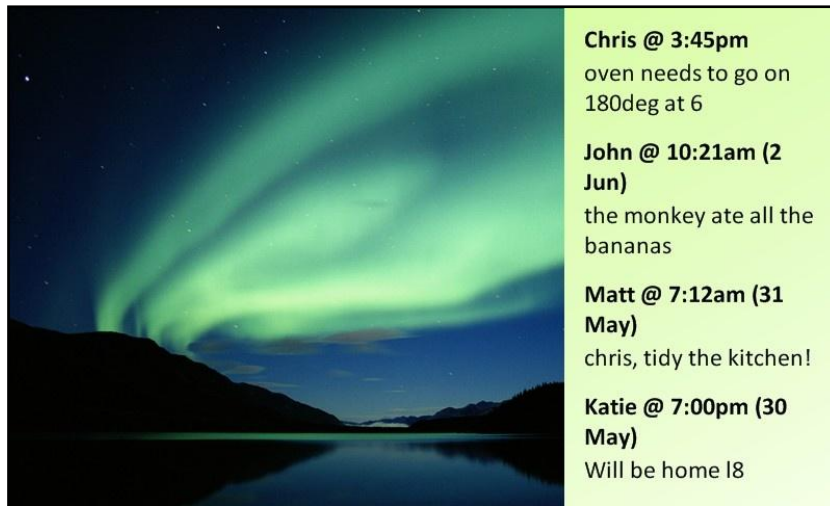 Chris @ 3:45pm
oven needs to go on
180deg at 6
John @ 10:21am (2
Jun)
the monkey ate all the
bananas
Matt @ 7:12am (31
May)
chris, tidy the kitchen!
Katie @ 7:00pm (30
May)
Will be home l8